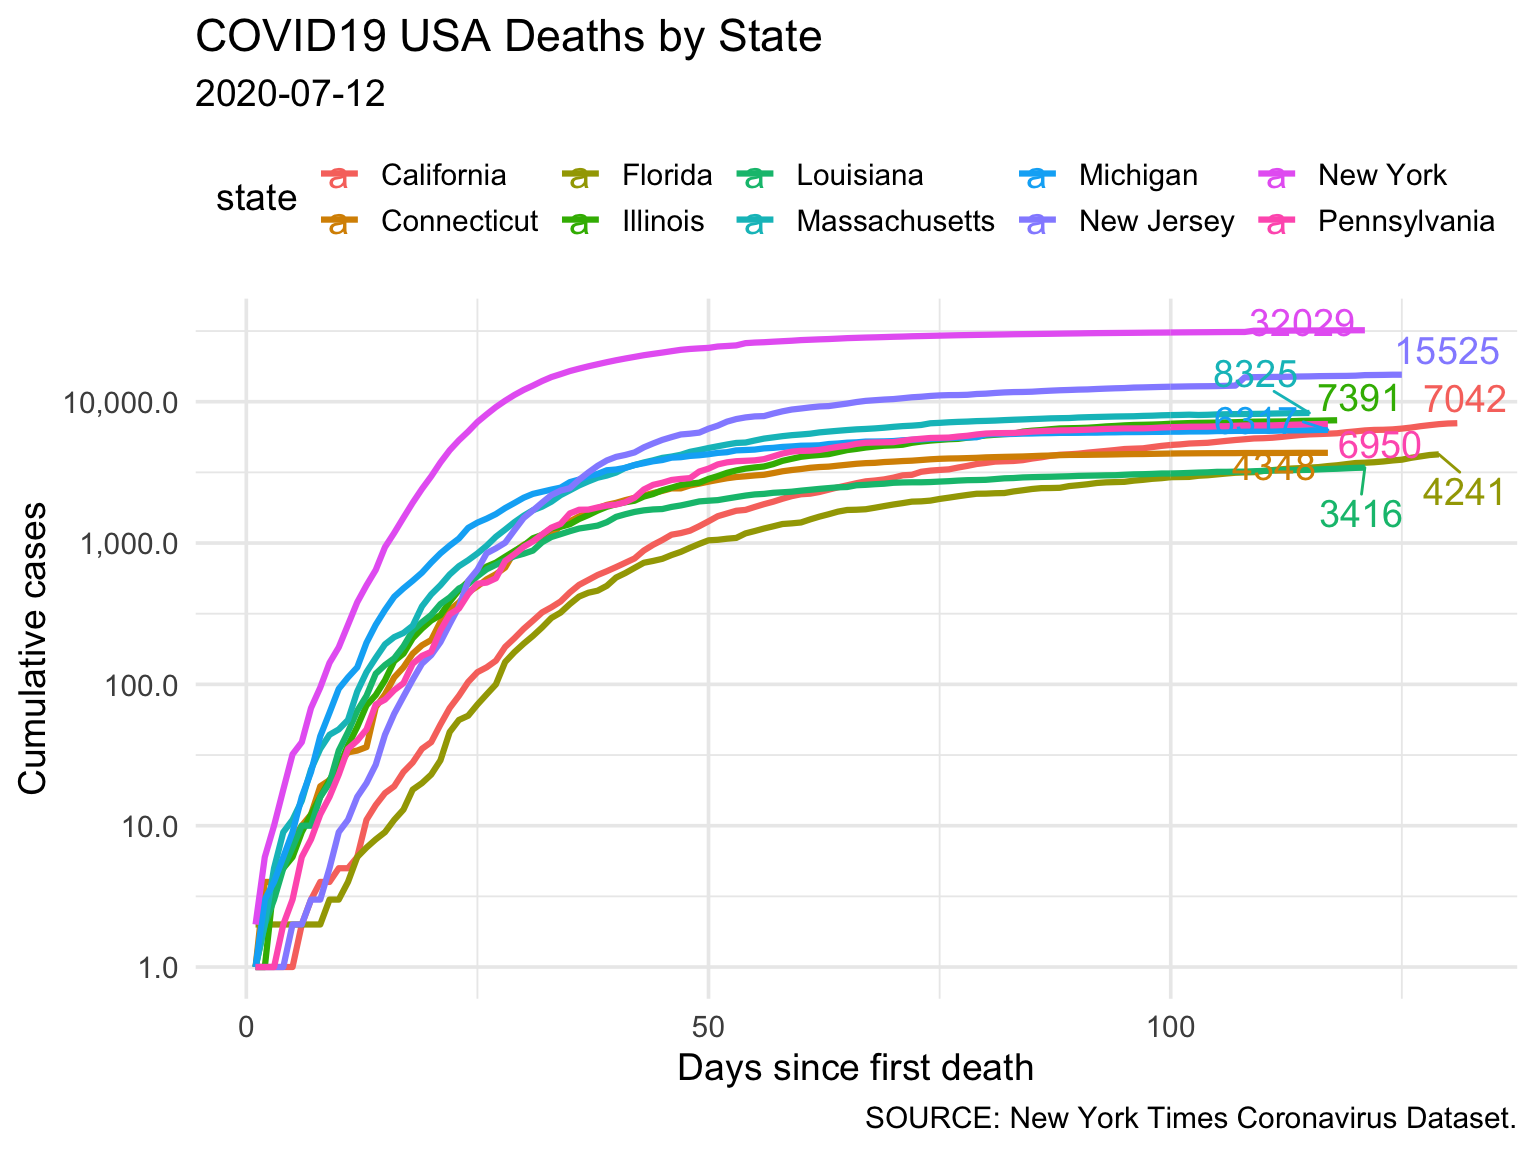 COVID19 USA Deaths by State
2020-07-12
state
a California a Florida a Louisiana a Michigan a New York
a Connecticut a Illinois a Massachusetts a New Jersey a Pennsylvania
32029
15525
8325
7391
7042
6950
4348
4241
3416
10,000.0
1,000.0
100.0
10.0
1.0
Cumulative cases
0 50 100
Days since first death
SOURCE: New York Times Coronavirus Dataset.